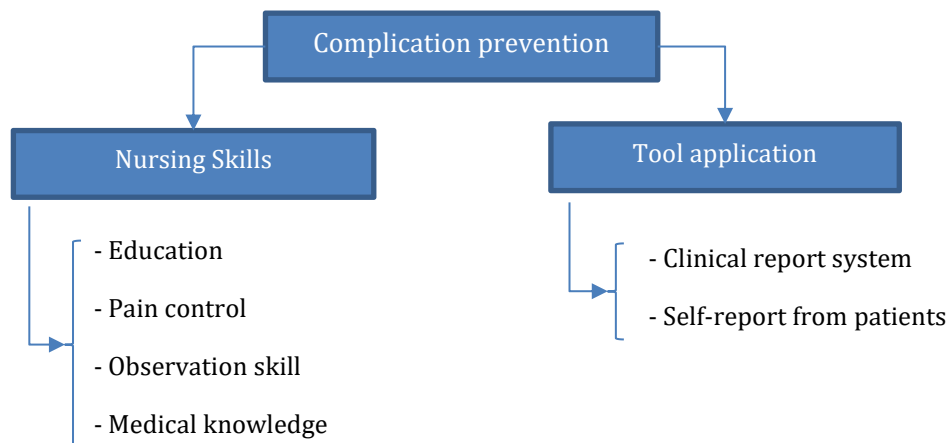 Complication prevention
Nursing Skills
Tool application
- Education
- Pain control
- Observation skill
- Medical knowledge
- Clinical report system
- Self-report from patients